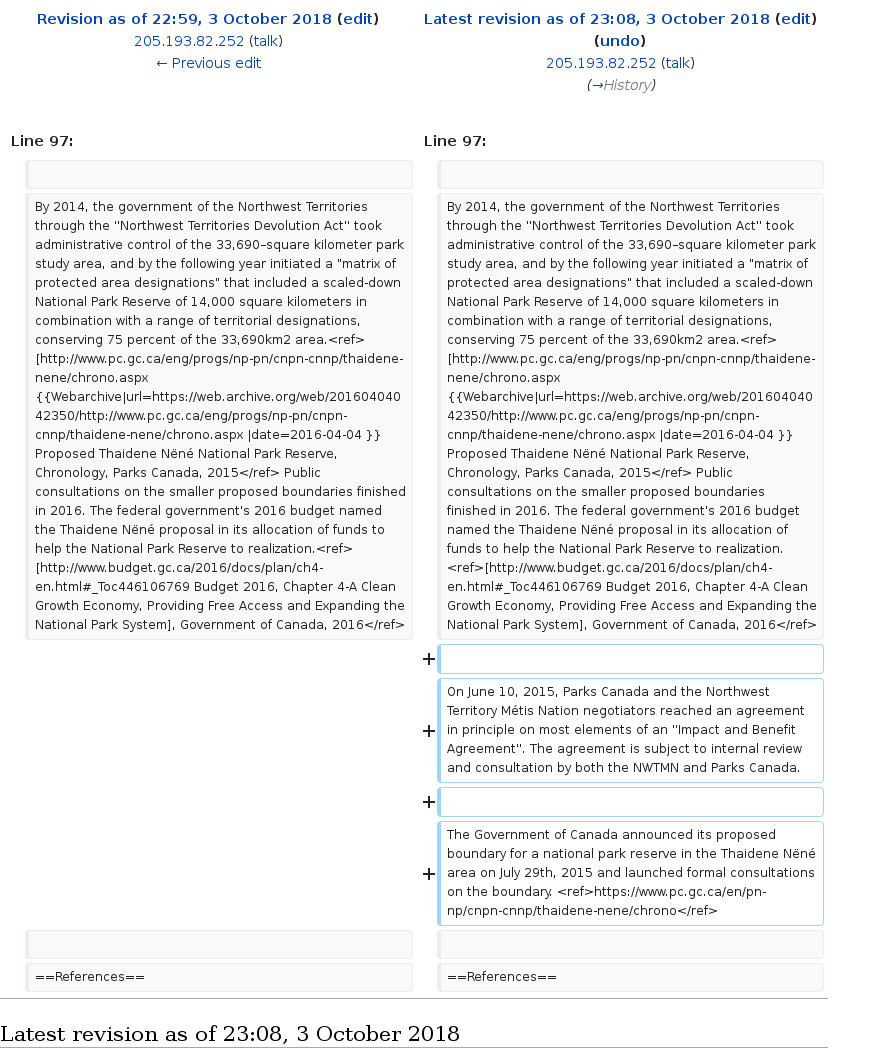 Revision as of 22:59, 3 October 2018 (edit)
205.193.82.252 (talk)
← Previous edit
Latest revision as of 23:08, 3 October 2018 (edit)
(undo)
205.193.82.252 (talk)
(→History)
Line 97:
Line 97:
By 2014, the government of the Northwest Territories
through the ''Northwest Territories Devolution Act'' took
administrative control of the 33,690–square kilometer park
study area, and by the following year initiated a "matrix of
protected area designations" that included a scaled-down
National Park Reserve of 14,000 square kilometers in
combination with a range of territorial designations,
conserving 75 percent of the 33,690km2 area.<ref>
[http://www.pc.gc.ca/eng/progs/np-pn/cnpn-cnnp/thaidene-
nene/chrono.aspx
{{Webarchive|url=https://web.archive.org/web/201604040
42350/http://www.pc.gc.ca/eng/progs/np-pn/cnpn-
cnnp/thaidene-nene/chrono.aspx |date=2016-04-04 }}
Proposed Thaidene Nëné National Park Reserve,
Chronology, Parks Canada, 2015</ref> Public
consultations on the smaller proposed boundaries finished
in 2016. The federal government's 2016 budget named
the Thaidene Nëné proposal in its allocation of funds to
help the National Park Reserve to realization.<ref>
[http://www.budget.gc.ca/2016/docs/plan/ch4-
en.html#_Toc446106769 Budget 2016, Chapter 4-A Clean
Growth Economy, Providing Free Access and Expanding the
National Park System], Government of Canada, 2016</ref>
By 2014, the government of the Northwest Territories
through the ''Northwest Territories Devolution Act'' took
administrative control of the 33,690–square kilometer park
study area, and by the following year initiated a "matrix of
protected area designations" that included a scaled-down
National Park Reserve of 14,000 square kilometers in
combination with a range of territorial designations,
conserving 75 percent of the 33,690km2 area.<ref>
[http://www.pc.gc.ca/eng/progs/np-pn/cnpn-cnnp/thaidene-
nene/chrono.aspx
{{Webarchive|url=https://web.archive.org/web/201604040
42350/http://www.pc.gc.ca/eng/progs/np-pn/cnpn-
cnnp/thaidene-nene/chrono.aspx |date=2016-04-04 }}
Proposed Thaidene Nëné National Park Reserve,
Chronology, Parks Canada, 2015</ref> Public
consultations on the smaller proposed boundaries
finished in 2016. The federal government's 2016 budget
named the Thaidene Nëné proposal in its allocation of
funds to help the National Park Reserve to realization.
<ref>[http://www.budget.gc.ca/2016/docs/plan/ch4-
en.html#_Toc446106769 Budget 2016, Chapter 4-A Clean
Growth Economy, Providing Free Access and Expanding the
National Park System], Government of Canada, 2016</ref>
+
+
On June 10, 2015, Parks Canada and the Northwest
Territory Métis Nation negotiators reached an agreement
in principle on most elements of an ''Impact and Benefit
Agreement''. The agreement is subject to internal review
and consultation by both the NWTMN and Parks Canada.
+
+
The Government of Canada announced its proposed
boundary for a national park reserve in the Thaidene Nëné
area on July 29th, 2015 and launched formal consultations
on the boundary. <ref>https://www.pc.gc.ca/en/pn-
np/cnpn-cnnp/thaidene-nene/chrono</ref>
==References==
==References==
Latest revision as of 23:08, 3 October 2018